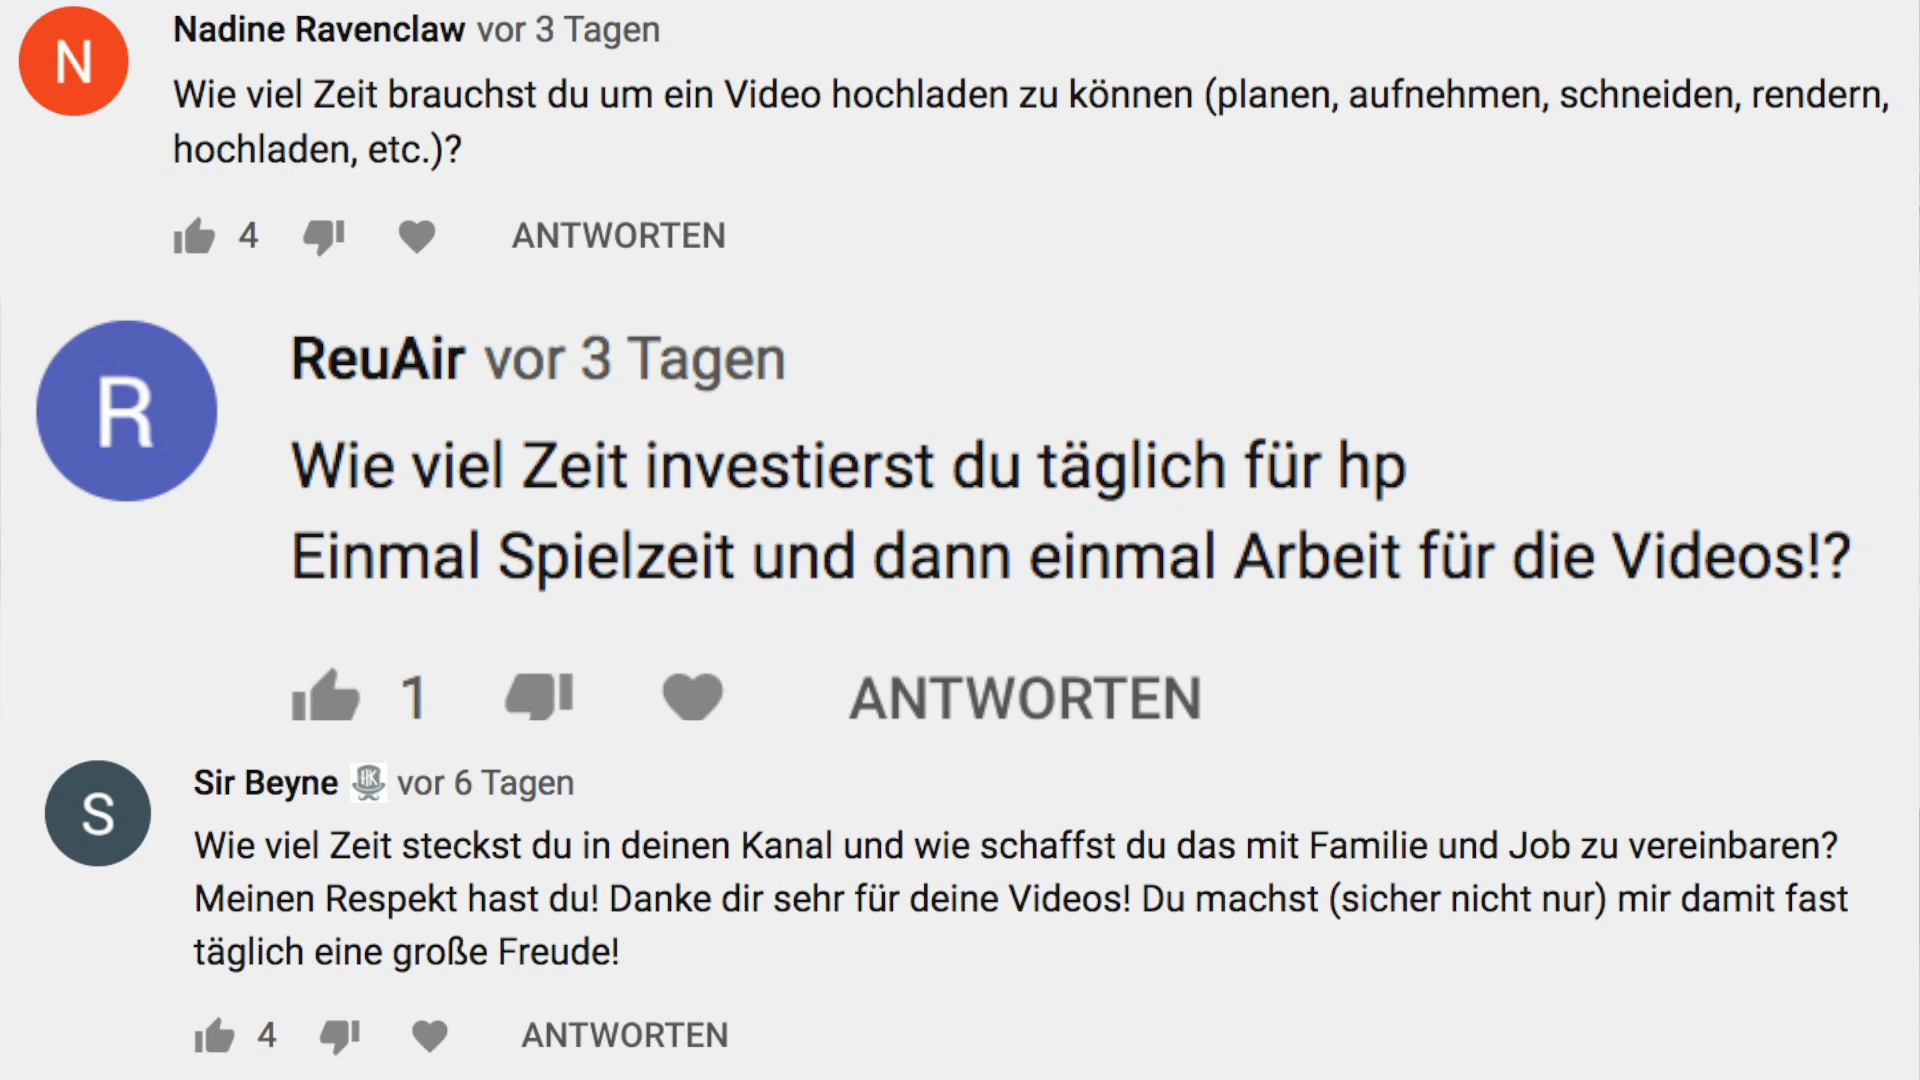 N
Nadine Ravenclaw vor 3 Tagen
Wie viel Zeit brauchst du um ein Video hochladen zu können (planen, aufnehmen, schneiden, rendern,
hochladen, etc.)?
4 ANTWORTEN
R
ReuAir vor 3 Tagen
Wie viel Zeit investierst du täglich für hp
Einmal Spielzeit und dann einmal Arbeit für die Videos!?
1 ANTWORTEN
S
Sir Beyne HK vor 6 Tagen
Wie viel Zeit steckst du in deinen Kanal und wie schaffst du das mit Familie und Job zu vereinbaren?
Meinen Respekt hast du! Danke dir sehr für deine Videos! Du machst (sicher nicht nur) mir damit fast
täglich eine große Freude!
4 ANTWORTEN